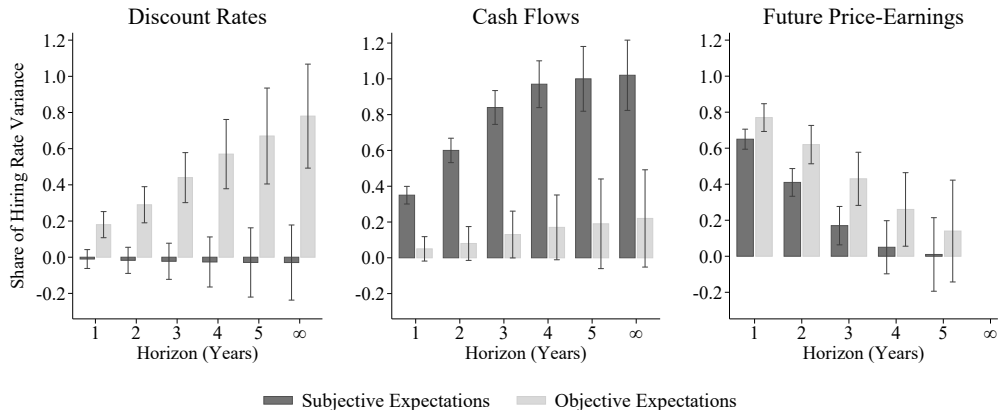 Discount Rates
Cash Flows
Future Price-Earnings
Share of Hiring Rate Variance
1.2
1.0
0.8
0.6
0.4
0.2
0.0
-0.2
1 2 3 4 5 ∞
Horizon (Years)
1.2
1.0
0.8
0.6
0.4
0.2
0.0
-0.2
1 2 3 4 5 ∞
Horizon (Years)
1.2
1.0
0.8
0.6
0.4
0.2
0.0
-0.2
1 2 3 4 5 ∞
Horizon (Years)
Subjective Expectations
Objective Expectations